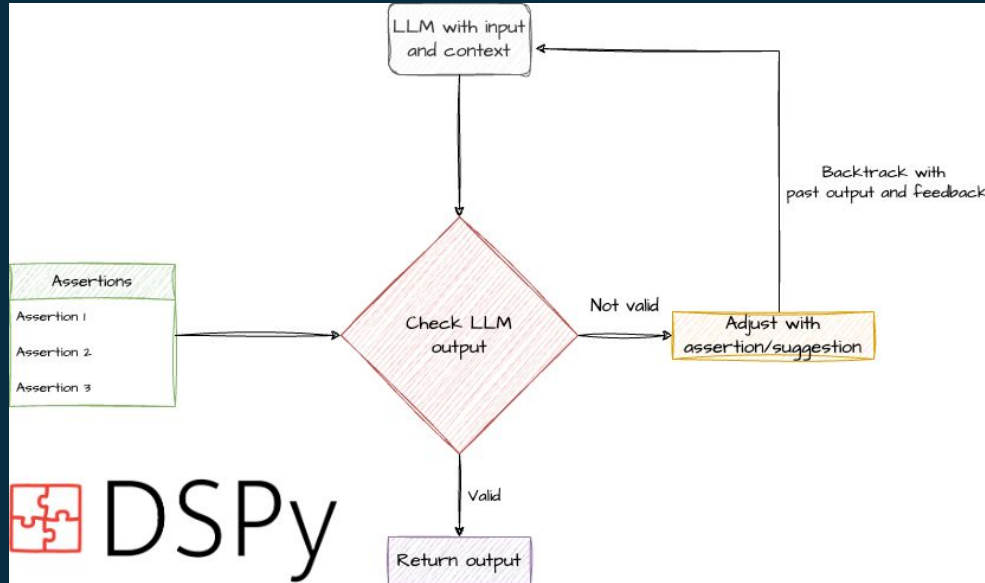 LLM with input
and context
Backtrack with
past output and feedback
Assertions
Assertion 1
Assertion 2
Assertion 3
Check LLM
output
Not valid
Adjust with
assertion/suggestion
Valid
Return output
DSPy